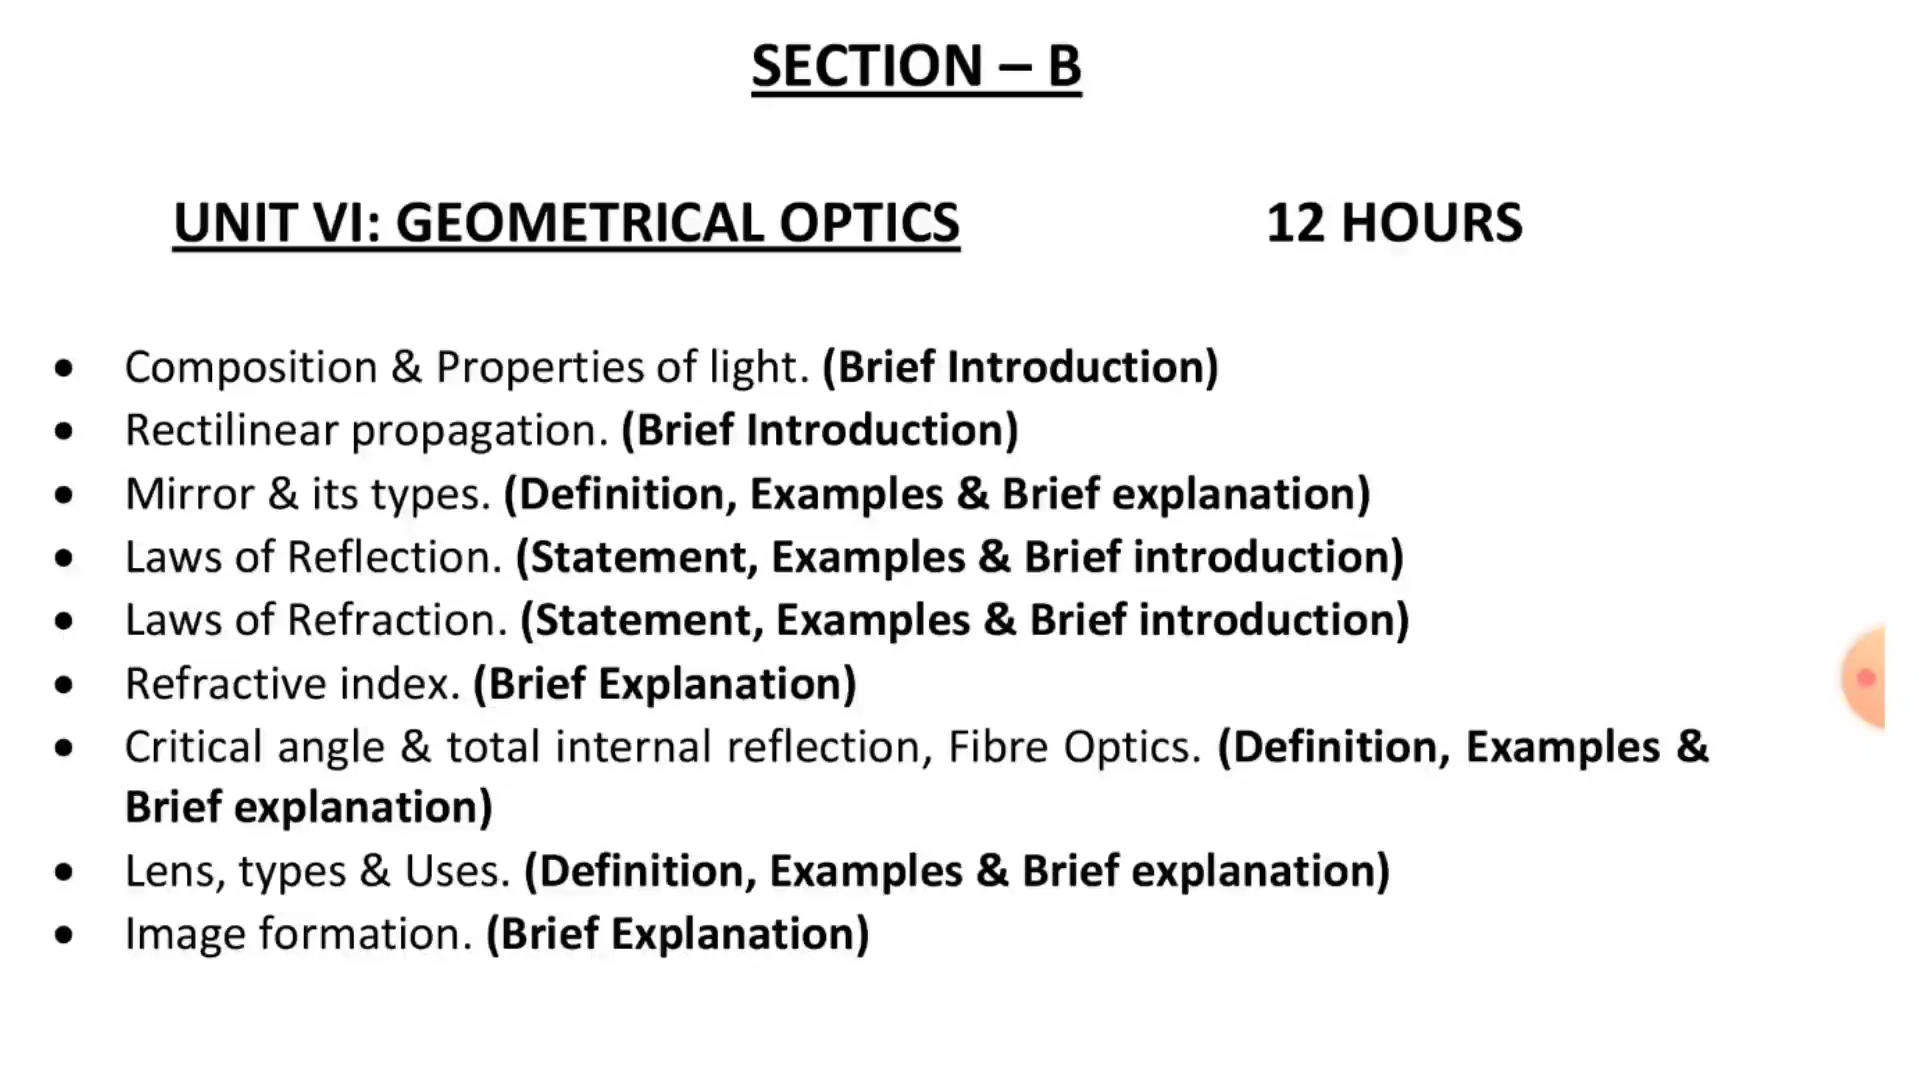 SECTION – B
UNIT VI: GEOMETRICAL OPTICS 12 HOURS
• Composition & Properties of light. (Brief Introduction)
• Rectilinear propagation. (Brief Introduction)
• Mirror & its types. (Definition, Examples & Brief explanation)
• Laws of Reflection. (Statement, Examples & Brief introduction)
• Laws of Refraction. (Statement, Examples & Brief introduction)
• Refractive index. (Brief Explanation)
• Critical angle & total internal reflection, Fibre Optics. (Definition, Examples &
Brief explanation)
• Lens, types & Uses. (Definition, Examples & Brief explanation)
• Image formation. (Brief Explanation)